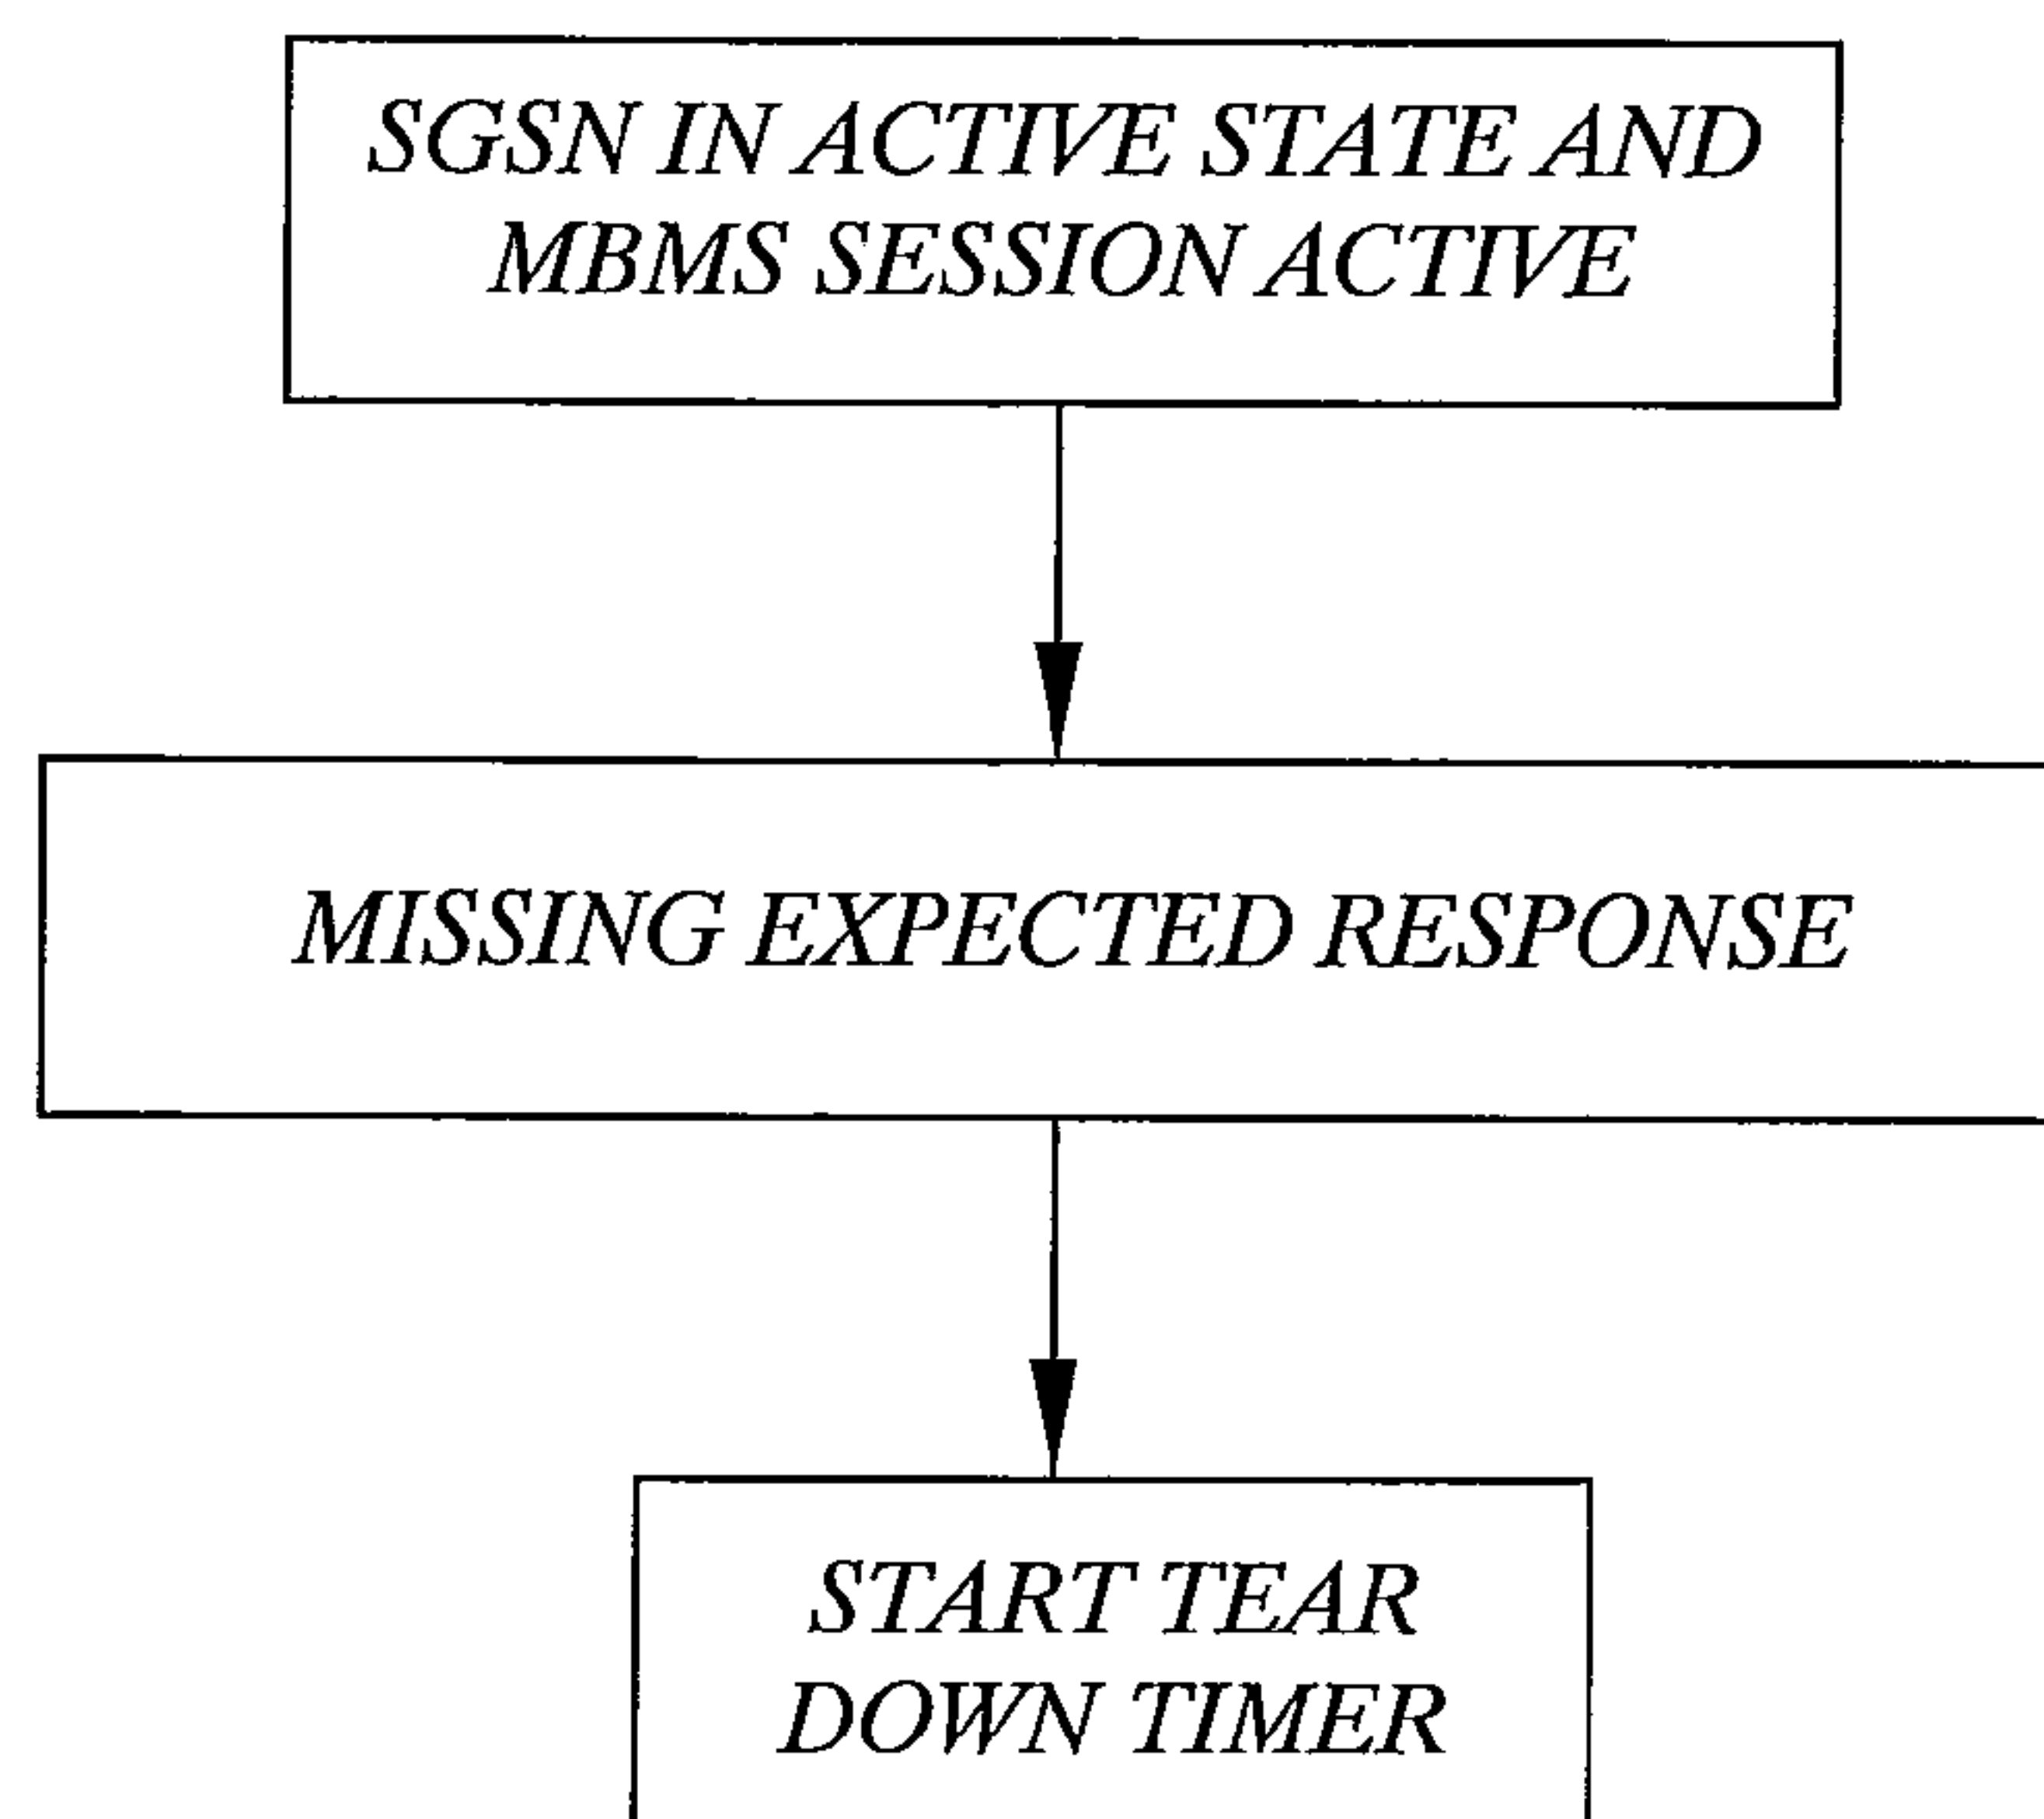 SGSN IN ACTIVE STATE AND
MBMS SESSION ACTIVE
MISSING EXPECTED RESPONSE
START TEAR
DOWN TIMER